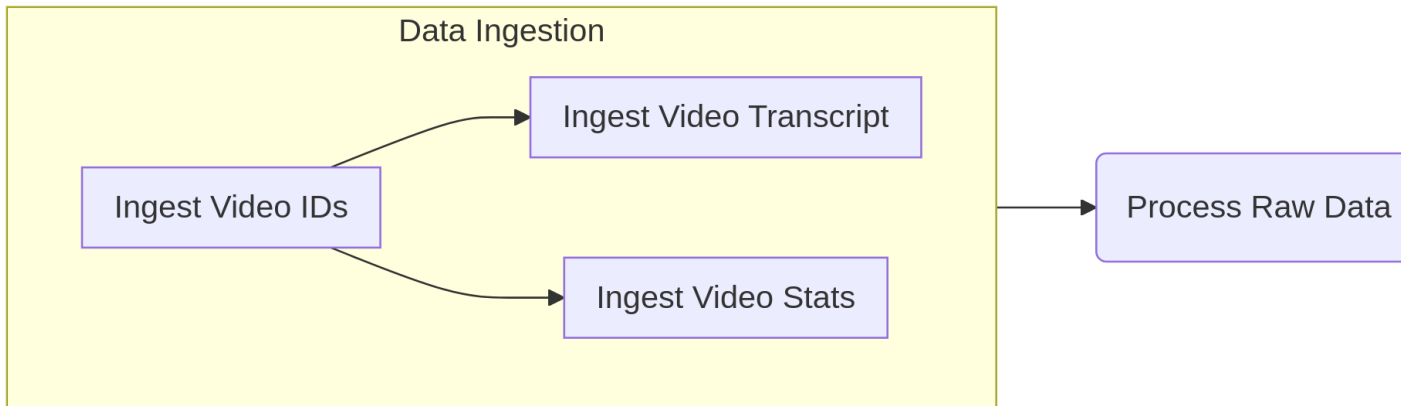 Data Ingestion
Ingest Video Transcript
Ingest Video IDs
Process Raw Data
Ingest Video Stats